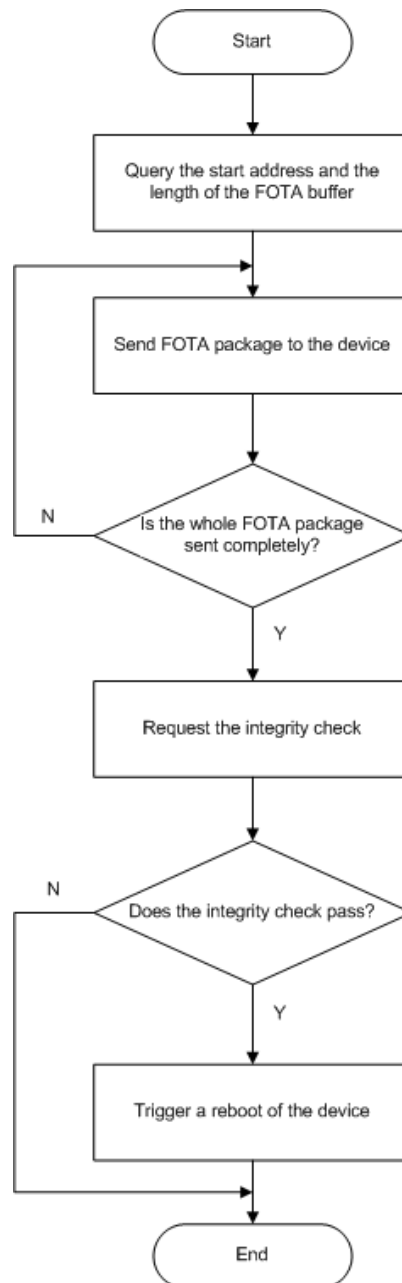 Start
Query the start address and the
length of the FOTA buffer
Send FOTA package to the device
Is the whole FOTA package
sent completely?
N
Y
Request the integrity check
N
Does the integrity check pass?
Y
Trigger a reboot of the device
End